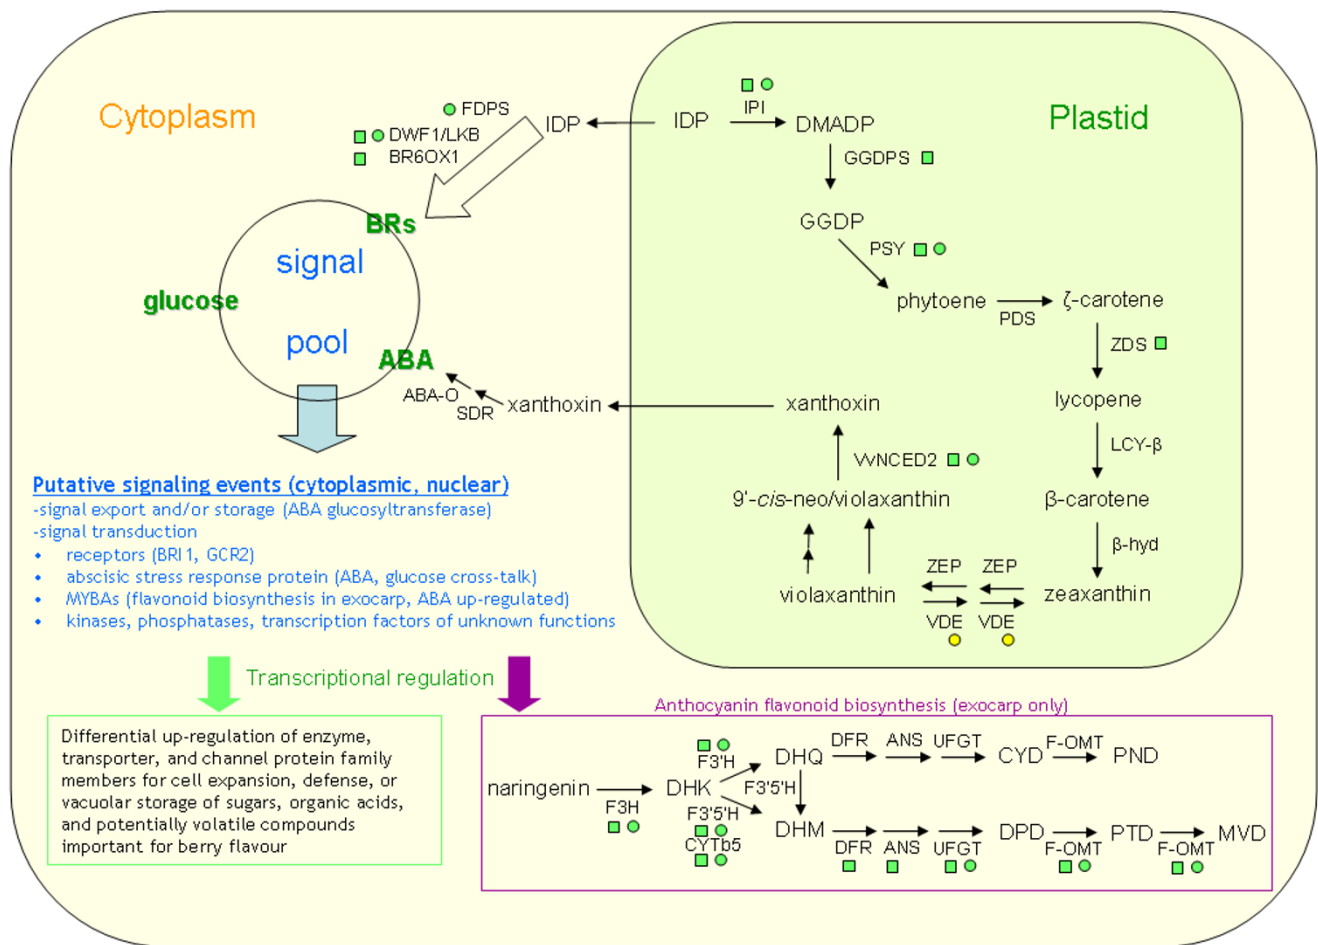 Cytoplasm
Plastid
FDPS
DWF1/LKB
BR6OX1
IDP
IDP
IPI
DMADP
GGDPS
GGDP
PSY
phytoene
PDS
ζ-carotene
ZDS
lycopene
LCY-β
β-carotene
β-hyd
zeaxanthin
ZEP
ZEP
VDE
VDE
violaxanthin
9'-cis-neo/violaxanthin
VvNCED2
xanthoxin
xanthoxin
SDR
ABA-O
BRs
signal
glucose
pool
ABA
Putative signaling events (cytoplasmic, nuclear)
-signal export and/or storage (ABA glucosyltransferase)
-signal transduction
• receptors (BRI1, GCR2)
• abscisic stress response protein (ABA, glucose cross-talk)
• MYBAs (flavonoid biosynthesis in exocarp, ABA up-regulated)
• kinases, phosphatases, transcription factors of unknown functions
Transcriptional regulation
Differential up-regulation of enzyme,
transporter, and channel protein family
members for cell expansion, defense, or
vacuolar storage of sugars, organic acids,
and potentially volatile compounds
important for berry flavour
Anthocyanin flavonoid biosynthesis (exocarp only)
naringenin
F3H
DHK
F3'H
F3'5'H
CYTb5
DHQ
F3'5'H
DHM
DFR
ANS
UFGT
CYD
F-OMT
PND
DFR
ANS
UFGT
DPD
F-OMT
PTD
F-OMT
MVD